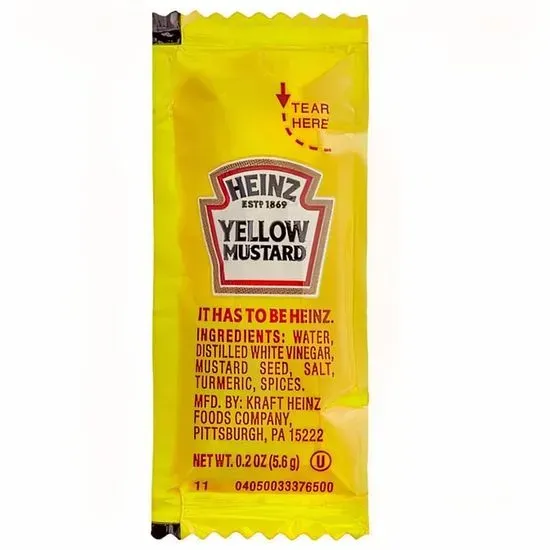 TEAR
HERE
HEINZ
ESTD 1869
YELLOW
MUSTARD
IT HAS TO BE HEINZ.
INGREDIENTS: WATER,
DISTILLED WHITE VINEGAR,
MUSTARD SEED, SALT,
TURMERIC, SPICES.
MFD. BY: KRAFT HEINZ
FOODS COMPANY,
PITTSBURGH, PA 15222
NET WT. 0.2 OZ (5.6 g) U
11 04050033376500